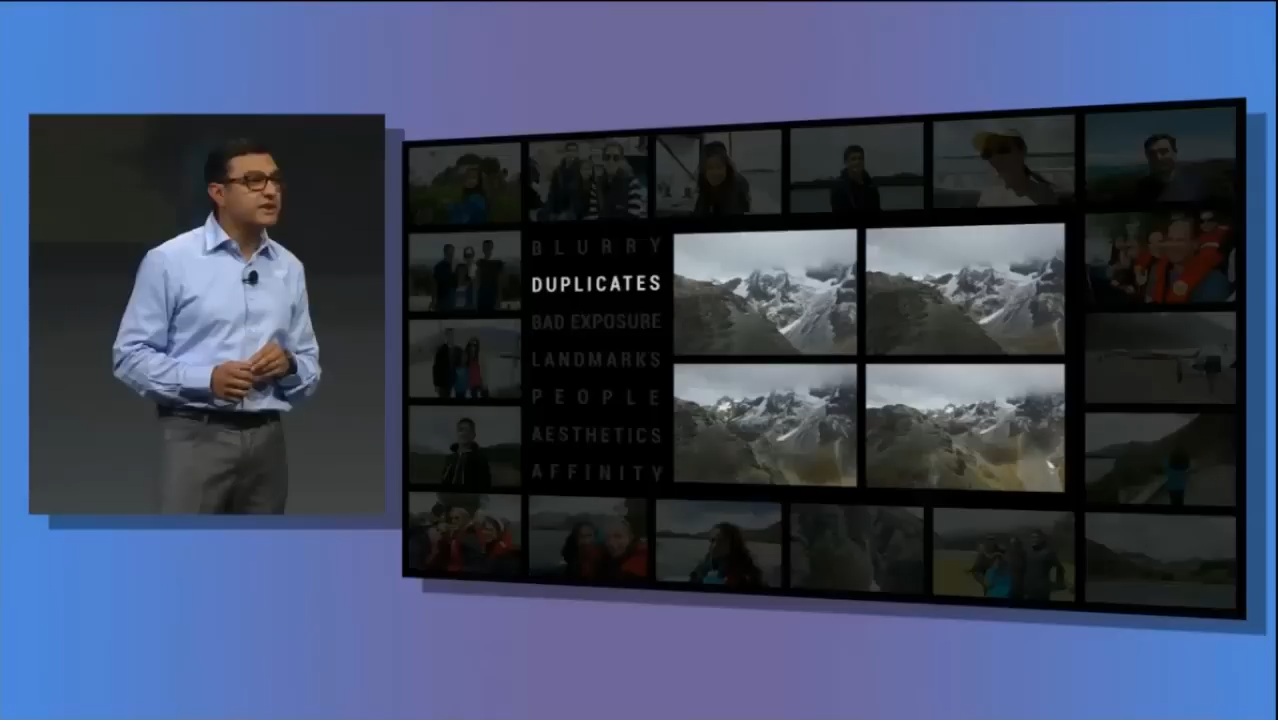 BLURRY
DUPLICATES
BAD EXPOSURE
LANDMARKS
PEOPLE
AESTHETICS
AFFINITY